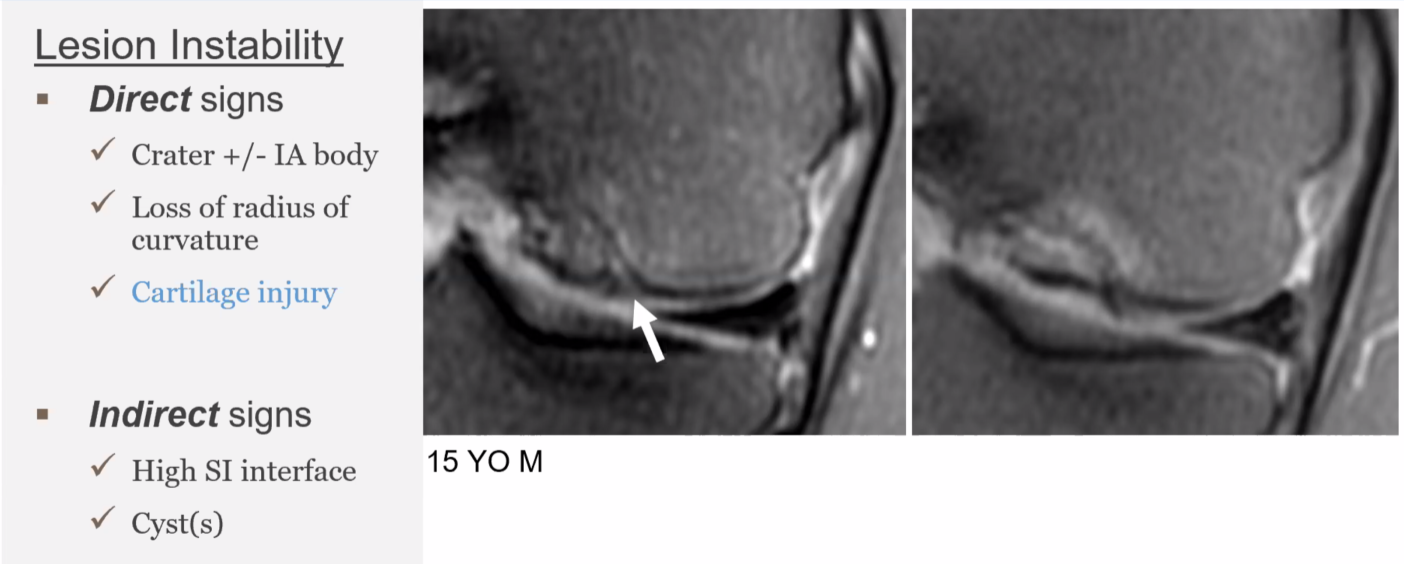 Lesion Instability
Direct signs
Crater +/- IA body
Loss of radius of
curvature
Cartilage injury
Indirect signs
High SI interface
Cyst(s)
15 YO M